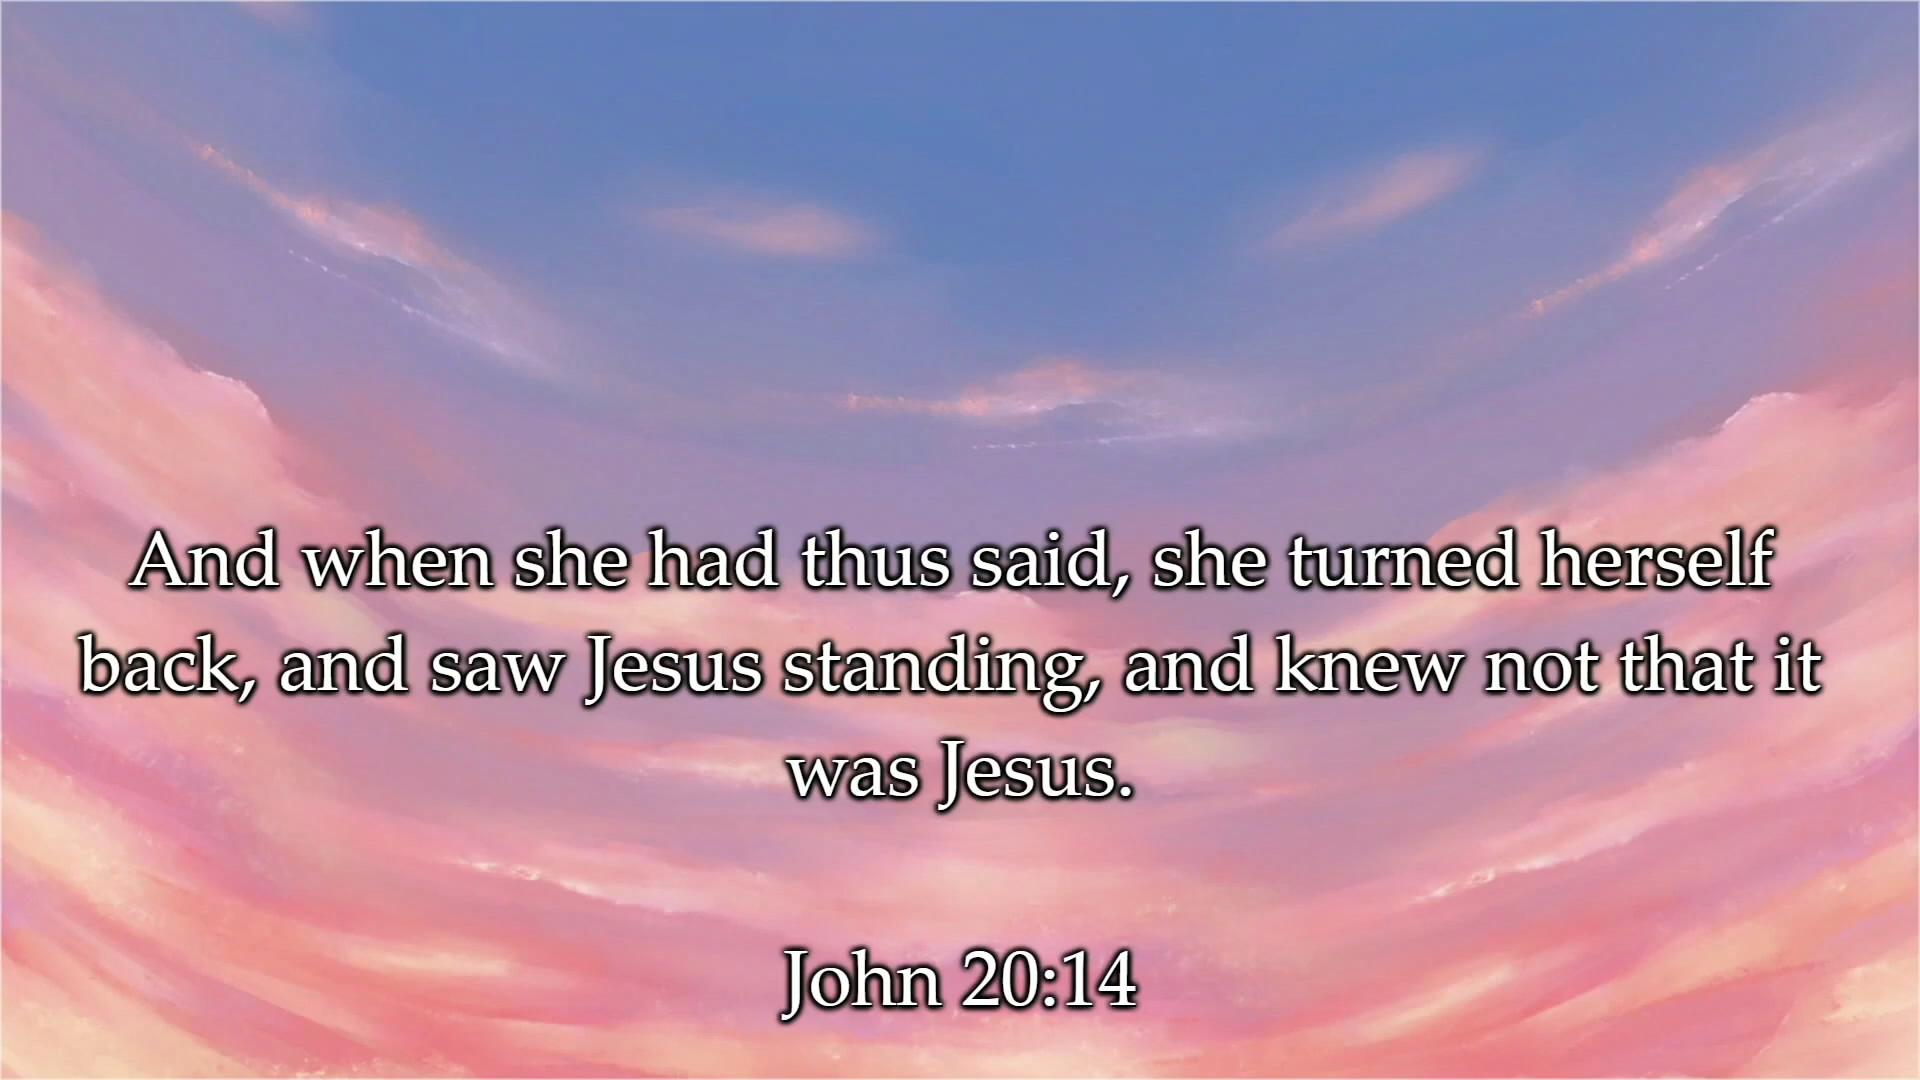 And when she had thus said, she turned herself
back, and saw Jesus standing, and knew not that it
was Jesus.
John 20:14